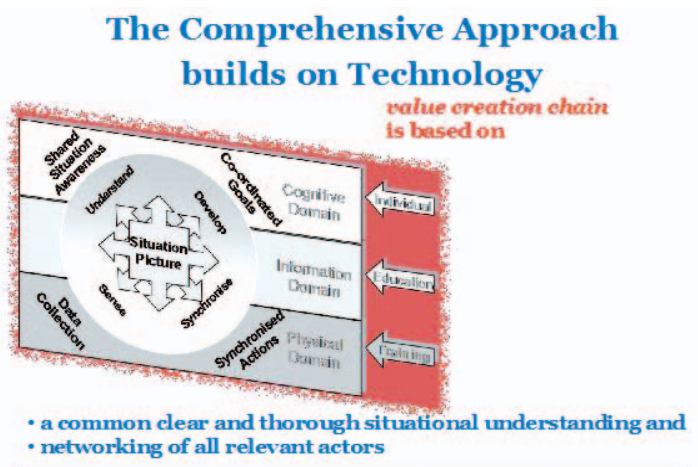 The Comprehensive Approach
builds on Technology
value creation chain
is based on
Shared
Situation
Awareness
Co-ordinated
Goals
Understand
Develop
Cognitive
Domain
Individual
Situation
Picture
Information
Domain
Education
Sense
Synchronise
Data
Collection
Synchronised
Actions
Physical
Domain
Training
• a common clear and thorough situational understanding and
• networking of all relevant actors